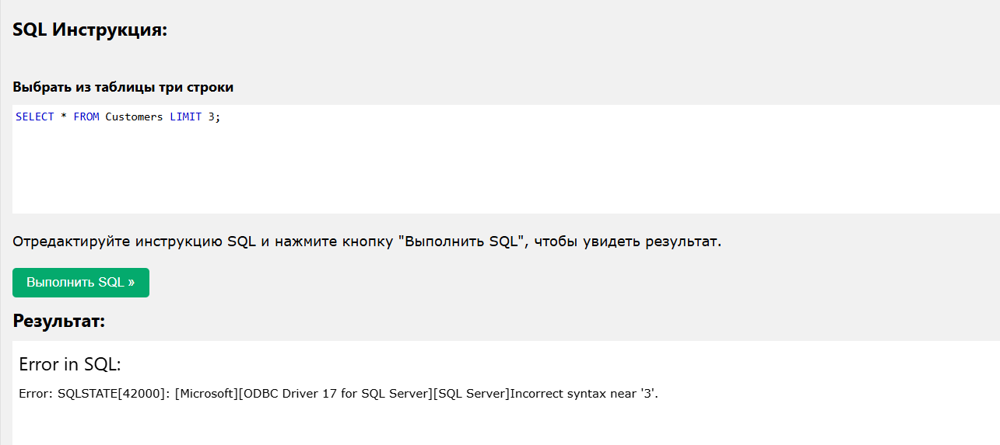 SQL Инструкция:
Выбрать из таблицы три строки
SELECT * FROM Customers LIMIT 3;
Отредактируйте инструкцию SQL и нажмите кнопку "Выполнить SQL", чтобы увидеть результат.
Выполнить SQL »
Результат:
Error in SQL:
Error: SQLSTATE[42000]: [Microsoft][ODBC Driver 17 for SQL Server][SQL Server]Incorrect syntax near '3'.